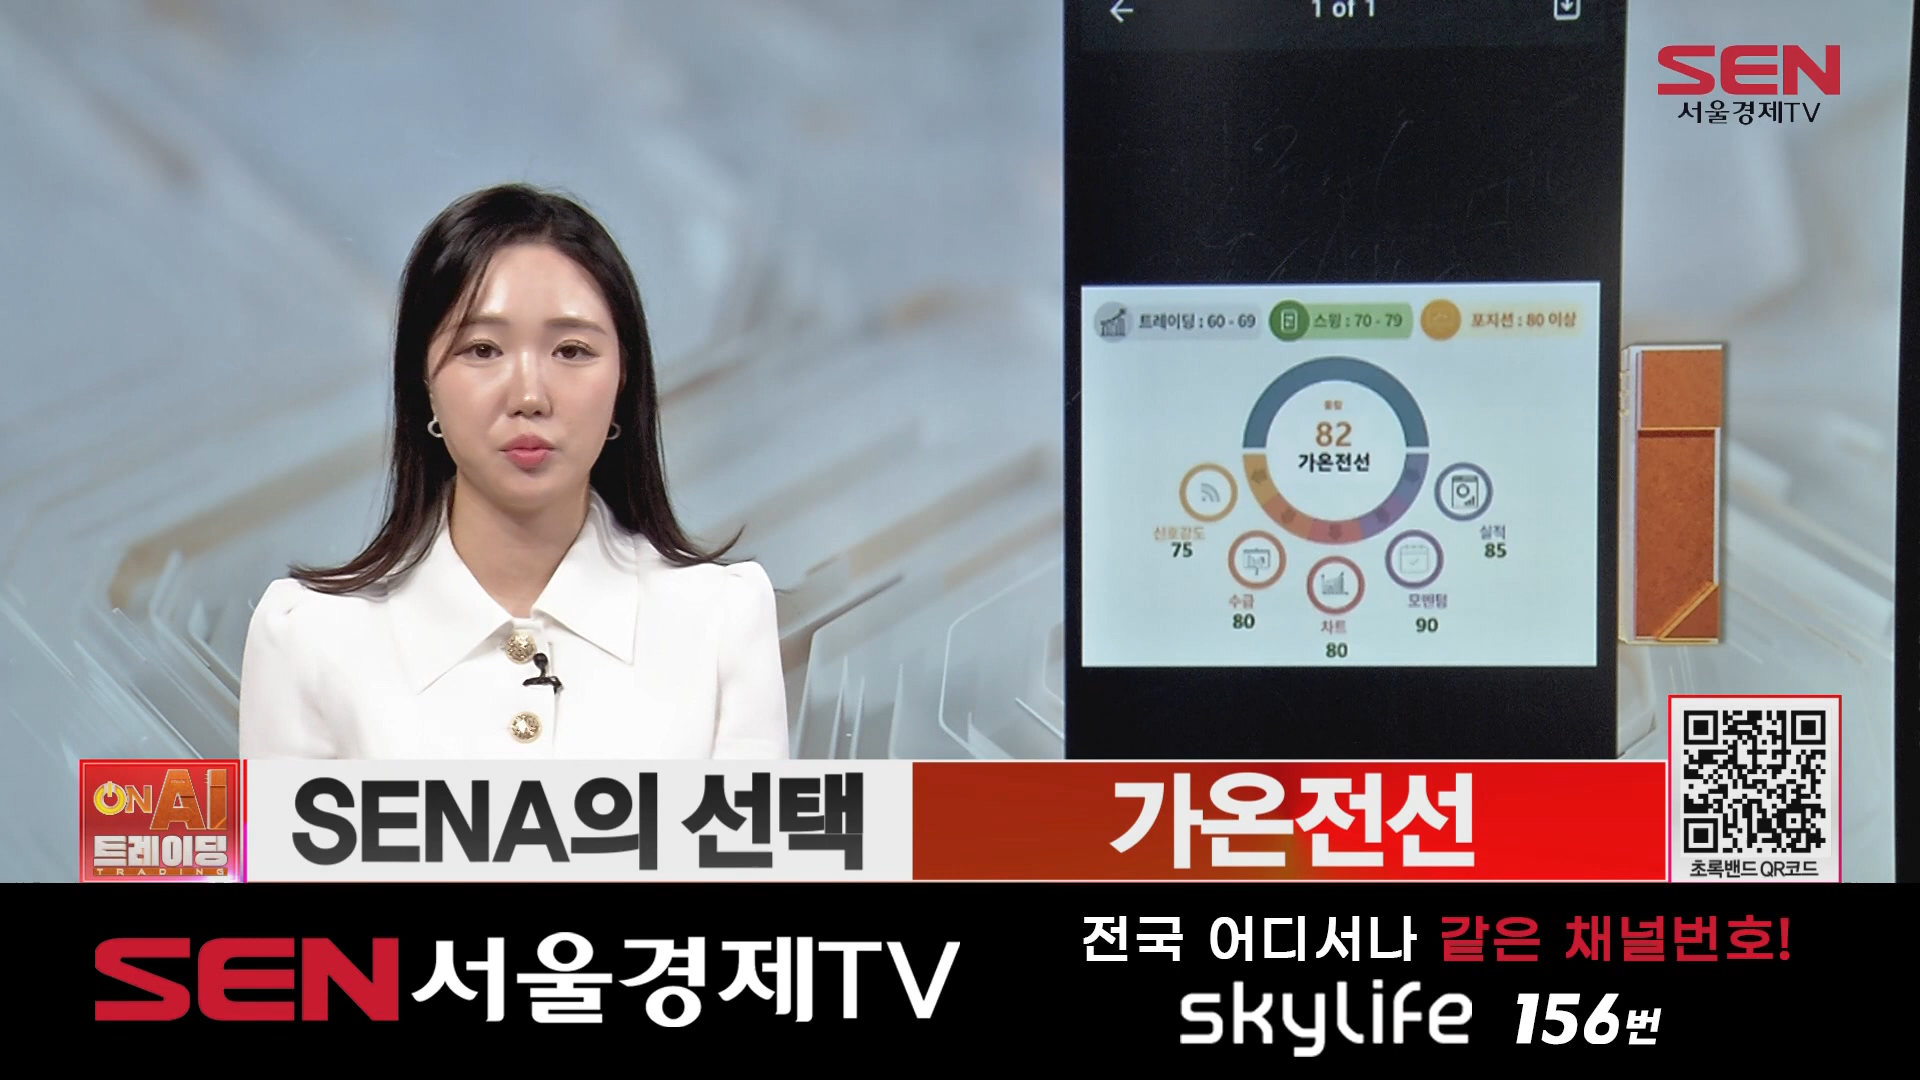 1 of 1
SEN
서울경제TV
트레이딩 : 60 - 69
스윙 : 70 - 79
포지션 : 80 이상
82
가온전선
신호강도
75
수급
80
차트
80
모멘텀
90
실적
85
ON AI
트레이딩
TRADING
SENA의 선택
가온전선
초록밴드 QR코드
SEN 서울경제TV
전국 어디서나 같은 채널번호!
skylife 156번